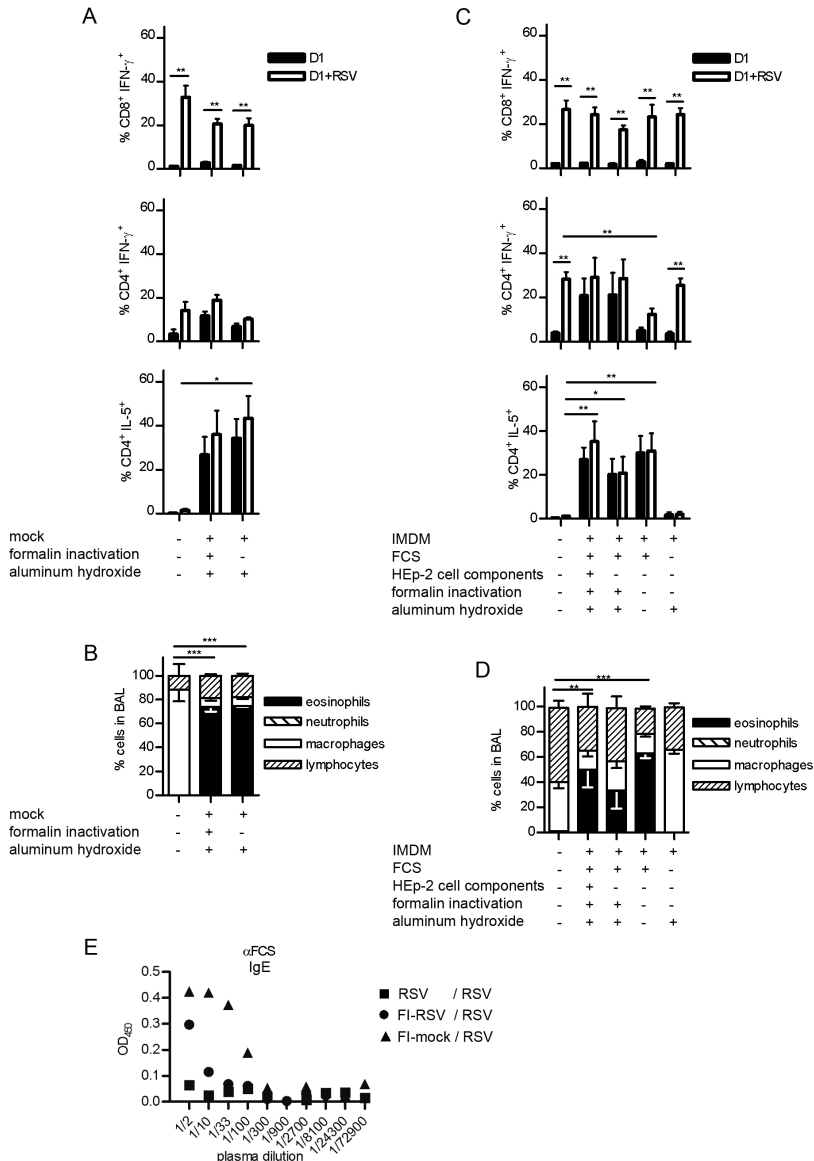 A
% CD8+ IFN-γ+
60
40
20
0
**
**
**
D1
D1+RSV
% CD4+ IFN-γ+
60
40
20
0
% CD4+ IL-5+
60
40
20
0
*
mock - + +
formalin inactivation - + -
aluminum hydroxide - + +
C
% CD8+ IFN-γ+
60
40
20
0
**
**
**
**
**
D1
D1+RSV
% CD4+ IFN-γ+
60
40
20
0
**
**
**
% CD4+ IL-5+
60
40
20
0
**
*
**
IMDM - + + + +
FCS - + + + -
HEp-2 cell components - + - - -
formalin inactivation - + + - -
aluminum hydroxide - + + - +
B
% cells in BAL
100
80
60
40
20
0
***
***
eosinophils
neutrophils
macrophages
lymphocytes
mock - + +
formalin inactivation - + -
aluminum hydroxide - + +
D
% cells in BAL
100
80
60
40
20
0
***
**
eosinophils
neutrophils
macrophages
lymphocytes
IMDM - + + + +
FCS - + + + -
HEp-2 cell components - + - - -
formalin inactivation - + + - -
aluminum hydroxide - + + - +
E
αFCS
IgE
OD450
0.5
0.4
0.3
0.2
0.1
0.0
1/2 1/10 1/33 1/100 1/300 1/900 1/2700 1/8100 1/24300 1/72900
plasma dilution
RSV / RSV
FI-RSV / RSV
FI-mock / RSV